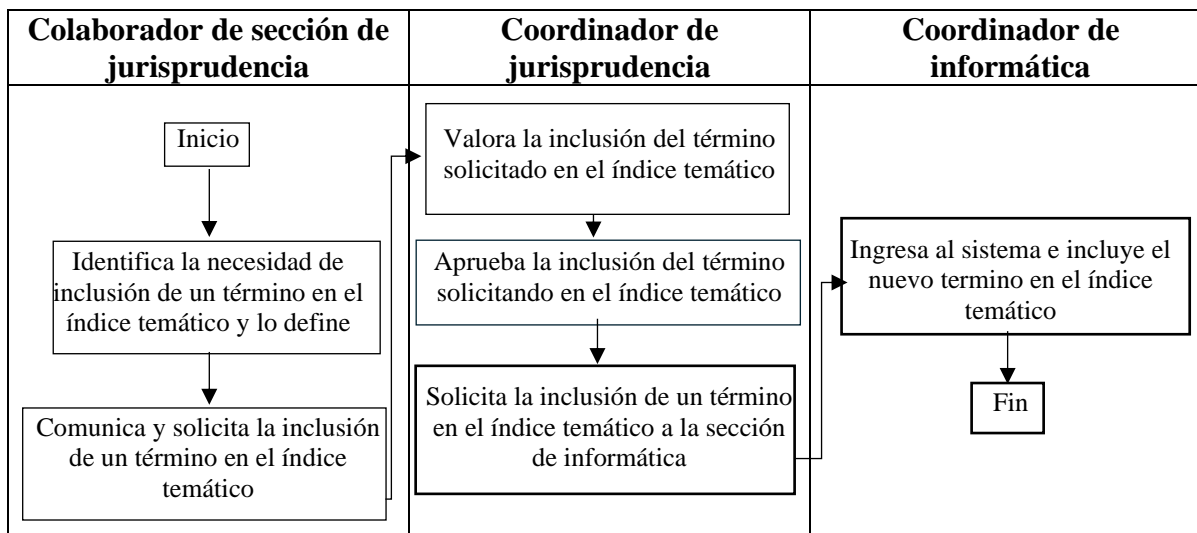 Colaborador de sección de
jurisprudencia
Coordinador de
jurisprudencia
Coordinador de
informática
Inicio
Identifica la necesidad de
inclusión de un término en el
índice temático y lo define
Comunica y solicita la inclusión
de un término en el índice
temático
Valora la inclusión del término
solicitado en el índice temático
Aprueba la inclusión del término
solicitando en el índice temático
Solicita la inclusión de un término
en el índice temático a la sección
de informática
Ingresa al sistema e incluye el
nuevo termino en el índice
temático
Fin